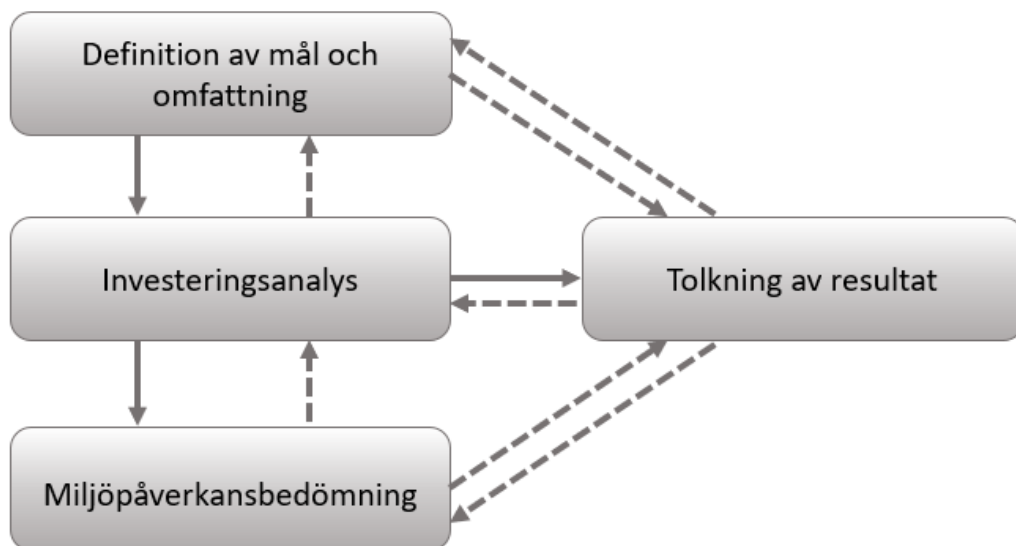 Definition av mål och
omfattning
Investeringsanalys
Tolkning av resultat
Miljöpåverkansbedömning